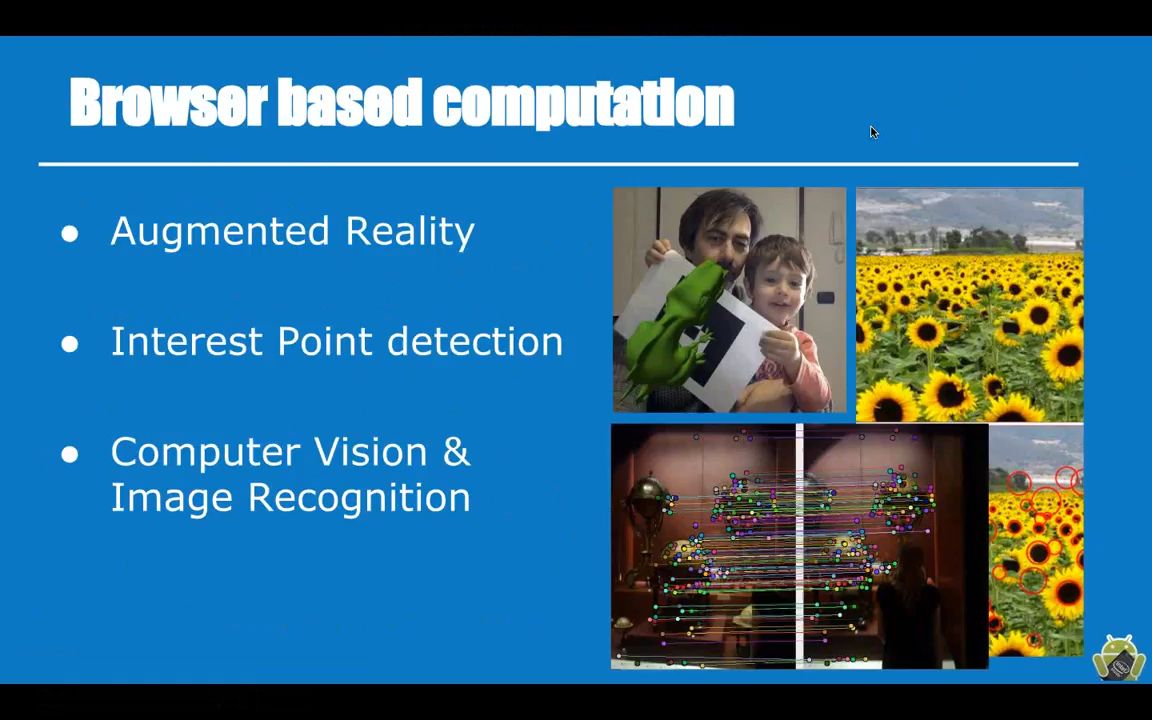 Browser based computation
● Augmented Reality
● Interest Point detection
● Computer Vision &
Image Recognition